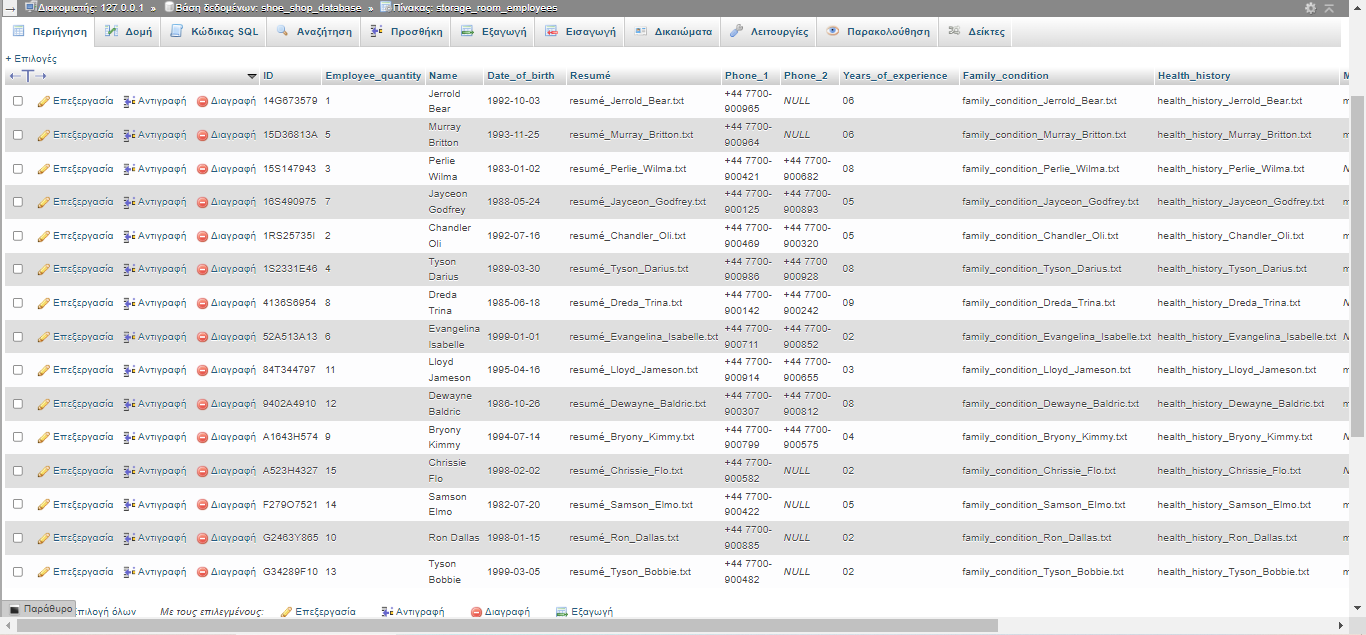 Διακομιστής: 127.0.0.1 » Βάση δεδομένων: shoe_shop_database » Πίνακας: storage_room_employees
Περιήγηση Δομή Κώδικας SQL Αναζήτηση Προσθήκη Εξαγωγή Εισαγωγή Δικαιώματα Λειτουργίες Παρακολούθηση Δείκτες
+ Επιλογές
←T→ ID Employee_quantity Name Date_of_birth Resumé Phone_1 Phone_2 Years_of_experience Family_condition Health_history
Επεξεργασία Αντιγραφή Διαγραφή 14G673579 1 Jerrold Bear 1992-10-03 resumé_Jerrold_Bear.txt +44 7700-900965 NULL 06 family_condition_Jerrold_Bear.txt health_history_Jerrold_Bear.txt
Επεξεργασία Αντιγραφή Διαγραφή 15D36813A 5 Murray Britton 1993-11-25 resumé_Murray_Britton.txt +44 7700-900964 NULL 06 family_condition_Murray_Britton.txt health_history_Murray_Britton.txt
Επεξεργασία Αντιγραφή Διαγραφή 15S147943 3 Perlie Wilma 1983-01-02 resumé_Perlie_Wilma.txt +44 7700-900421 +44 7700-900682 08 family_condition_Perlie_Wilma.txt health_history_Perlie_Wilma.txt
Επεξεργασία Αντιγραφή Διαγραφή 16S490975 7 Jayceon Godfrey 1988-05-24 resumé_Jayceon_Godfrey.txt +44 7700-900125 +44 7700-900893 05 family_condition_Jayceon_Godfrey.txt health_history_Jayceon_Godfrey.txt
Επεξεργασία Αντιγραφή Διαγραφή 1RS25735I 2 Chandler Oli 1992-07-16 resumé_Chandler_Oli.txt +44 7700-900469 +44 7700-900320 05 family_condition_Chandler_Oli.txt health_history_Chandler_Oli.txt
Επεξεργασία Αντιγραφή Διαγραφή 1S2331E46 4 Tyson Darius 1989-03-30 resumé_Tyson_Darius.txt +44 7700-900986 +44 7700-900928 08 family_condition_Tyson_Darius.txt health_history_Tyson_Darius.txt
Επεξεργασία Αντιγραφή Διαγραφή 4136S6954 8 Dreda Trina 1985-06-18 resumé_Dreda_Trina.txt +44 7700-900142 +44 7700-900242 09 family_condition_Dreda_Trina.txt health_history_Dreda_Trina.txt
Επεξεργασία Αντιγραφή Διαγραφή 52A513A13 6 Evangelina Isabelle 1999-01-01 resumé_Evangelina_Isabelle.txt +44 7700-900711 +44 7700-900852 02 family_condition_Evangelina_Isabelle.txt health_history_Evangelina_Isabelle.txt
Επεξεργασία Αντιγραφή Διαγραφή 84T344797 11 Lloyd Jameson 1995-04-16 resumé_Lloyd_Jameson.txt +44 7700-900914 +44 7700-900655 03 family_condition_Lloyd_Jameson.txt health_history_Lloyd_Jameson.txt
Επεξεργασία Αντιγραφή Διαγραφή 9402A4910 12 Dewayne Baldric 1986-10-26 resumé_Dewayne_Baldric.txt +44 7700-900307 +44 7700-900812 08 family_condition_Dewayne_Baldric.txt health_history_Dewayne_Baldric.txt
Επεξεργασία Αντιγραφή Διαγραφή A1643H574 9 Bryony Kimmy 1994-07-14 resumé_Bryony_Kimmy.txt +44 7700-900799 +44 7700-900575 04 family_condition_Bryony_Kimmy.txt health_history_Bryony_Kimmy.txt
Επεξεργασία Αντιγραφή Διαγραφή A523H4327 15 Chrissie Flo 1998-02-02 resumé_Chrissie_Flo.txt +44 7700-900582 NULL 02 family_condition_Chrissie_Flo.txt health_history_Chrissie_Flo.txt
Επεξεργασία Αντιγραφή Διαγραφή F279O7521 14 Samson Elmo 1982-07-20 resumé_Samson_Elmo.txt +44 7700-900422 NULL 05 family_condition_Samson_Elmo.txt health_history_Samson_Elmo.txt
Επεξεργασία Αντιγραφή Διαγραφή G2463Y865 10 Ron Dallas 1998-01-15 resumé_Ron_Dallas.txt +44 7700-900885 NULL 02 family_condition_Ron_Dallas.txt health_history_Ron_Dallas.txt
Επεξεργασία Αντιγραφή Διαγραφή G34289F10 13 Tyson Bobbie 1999-03-05 resumé_Tyson_Bobbie.txt +44 7700-900482 NULL 02 family_condition_Tyson_Bobbie.txt health_history_Tyson_Bobbie.txt
Παράθυρο πιλογή όλων Με τους επιλεγμένους: Επεξεργασία Αντιγραφή Διαγραφή Εξαγωγή